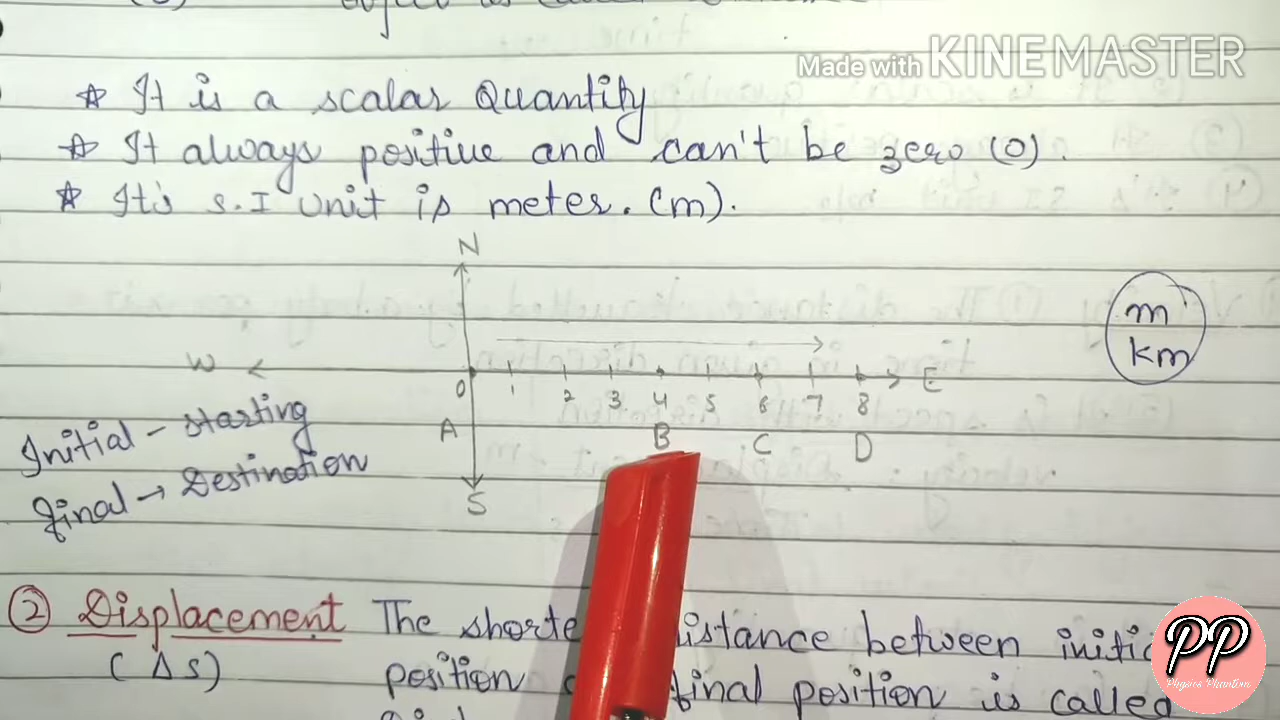 Made with KINEMASTER
☆ It is a scalar Quantity
☆ It always positive and can't be zero (0).
☆ It's S.I unit is meter. (m).
N
m
km
W E
0 1 2 3 4 5 6 7 8
A B C D
S
Initial - starting
final → Destination
② Displacement The shorte istance between initi
(Δs) position final position is called
PP
Physics Phantom